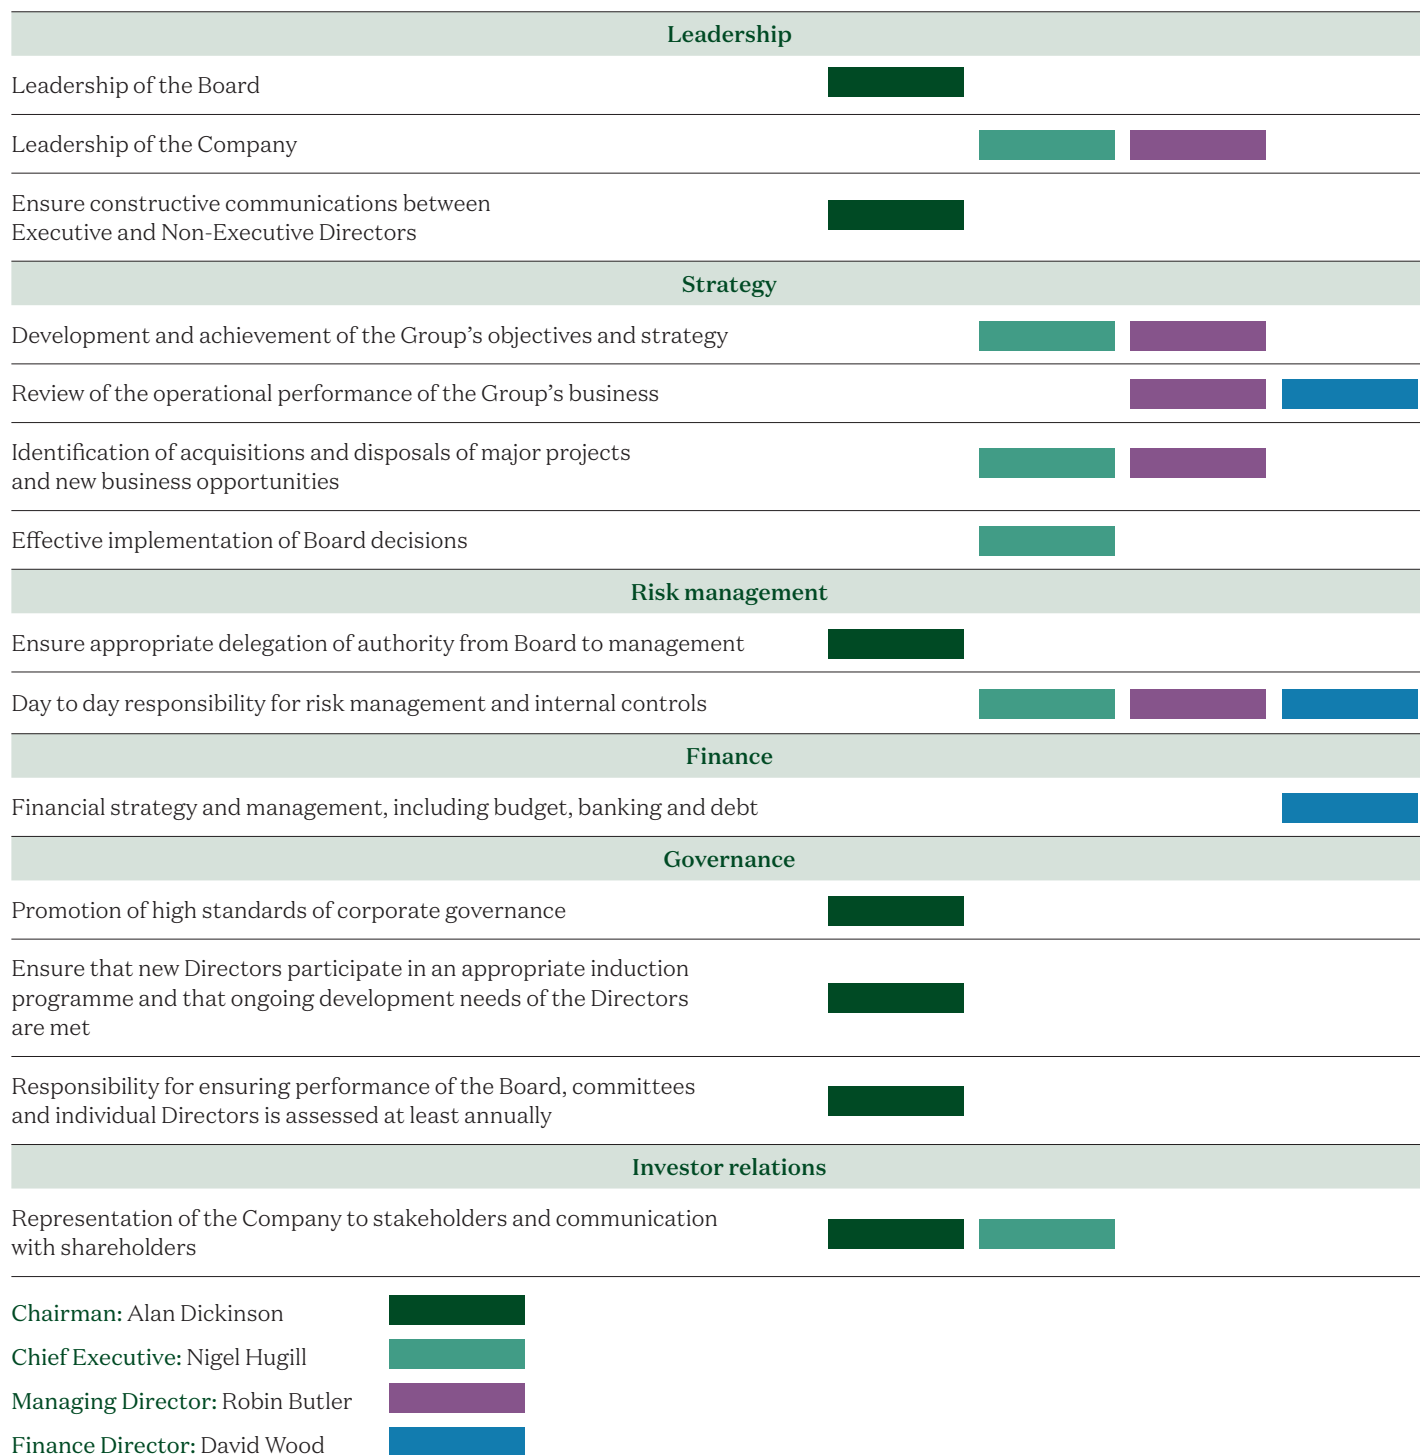 Leadership
Leadership of the Board
Leadership of the Company
Ensure constructive communications between
Executive and Non-Executive Directors
Strategy
Development and achievement of the Group’s objectives and strategy
Review of the operational performance of the Group’s business
Identification of acquisitions and disposals of major projects
and new business opportunities
Effective implementation of Board decisions
Risk management
Ensure appropriate delegation of authority from Board to management
Day to day responsibility for risk management and internal controls
Finance
Financial strategy and management, including budget, banking and debt
Governance
Promotion of high standards of corporate governance
Ensure that new Directors participate in an appropriate induction
programme and that ongoing development needs of the Directors
are met
Responsibility for ensuring performance of the Board, committees
and individual Directors is assessed at least annually
Investor relations
Representation of the Company to stakeholders and communication
with shareholders
Chairman: Alan Dickinson
Chief Executive: Nigel Hugill
Managing Director: Robin Butler
Finance Director: David Wood